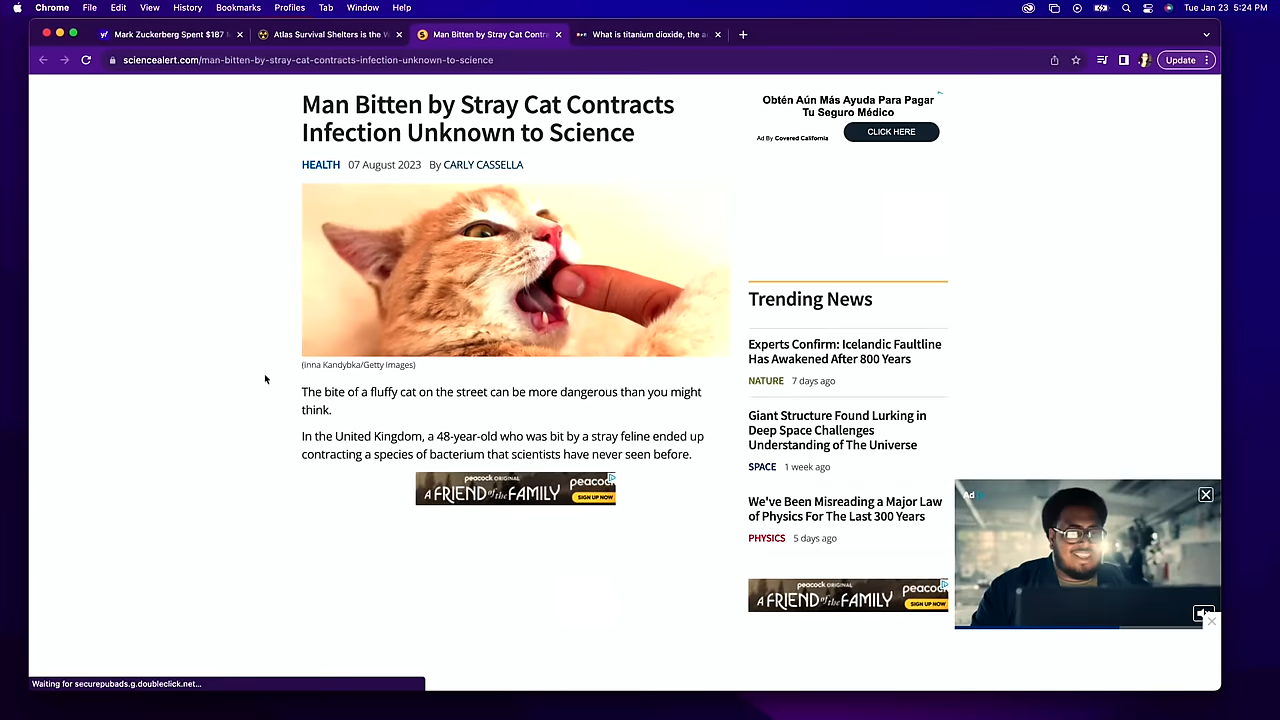 Chrome File Edit View History Bookmarks Profiles Tab Window Help
Tue Jan 23 5:24 PM
Mark Zuckerberg Spent $187
Atlas Survival Shelters is the
Man Bitten by Stray Cat Contr
What is titanium dioxide, the a
sciencealert.com/man-bitten-by-stray-cat-contracts-infection-unknown-to-science
Update
Man Bitten by Stray Cat Contracts
Infection Unknown to Science
HEALTH 07 August 2023 By CARLY CASSELLA
(Inna Kandybka/Getty Images)
The bite of a fluffy cat on the street can be more dangerous than you might
think.
In the United Kingdom, a 48-year-old who was bit by a stray feline ended up
contracting a species of bacterium that scientists have never seen before.
peacock ORIGINAL
A FRIEND of the FAMILY
peacock
SIGN UP NOW
Obtén Aún Más Ayuda Para Pagar
Tu Seguro Médico
Ad By Covered California
CLICK HERE
Trending News
Experts Confirm: Icelandic Faultline
Has Awakened After 800 Years
NATURE 7 days ago
Giant Structure Found Lurking in
Deep Space Challenges
Understanding of The Universe
SPACE 1 week ago
We've Been Misreading a Major Law
of Physics For The Last 300 Years
PHYSICS 5 days ago
peacock ORIGINAL
A FRIEND of the FAMILY
peacock
SIGN UP NOW
Ad
Waiting for securepubads.g.doubleclick.net...